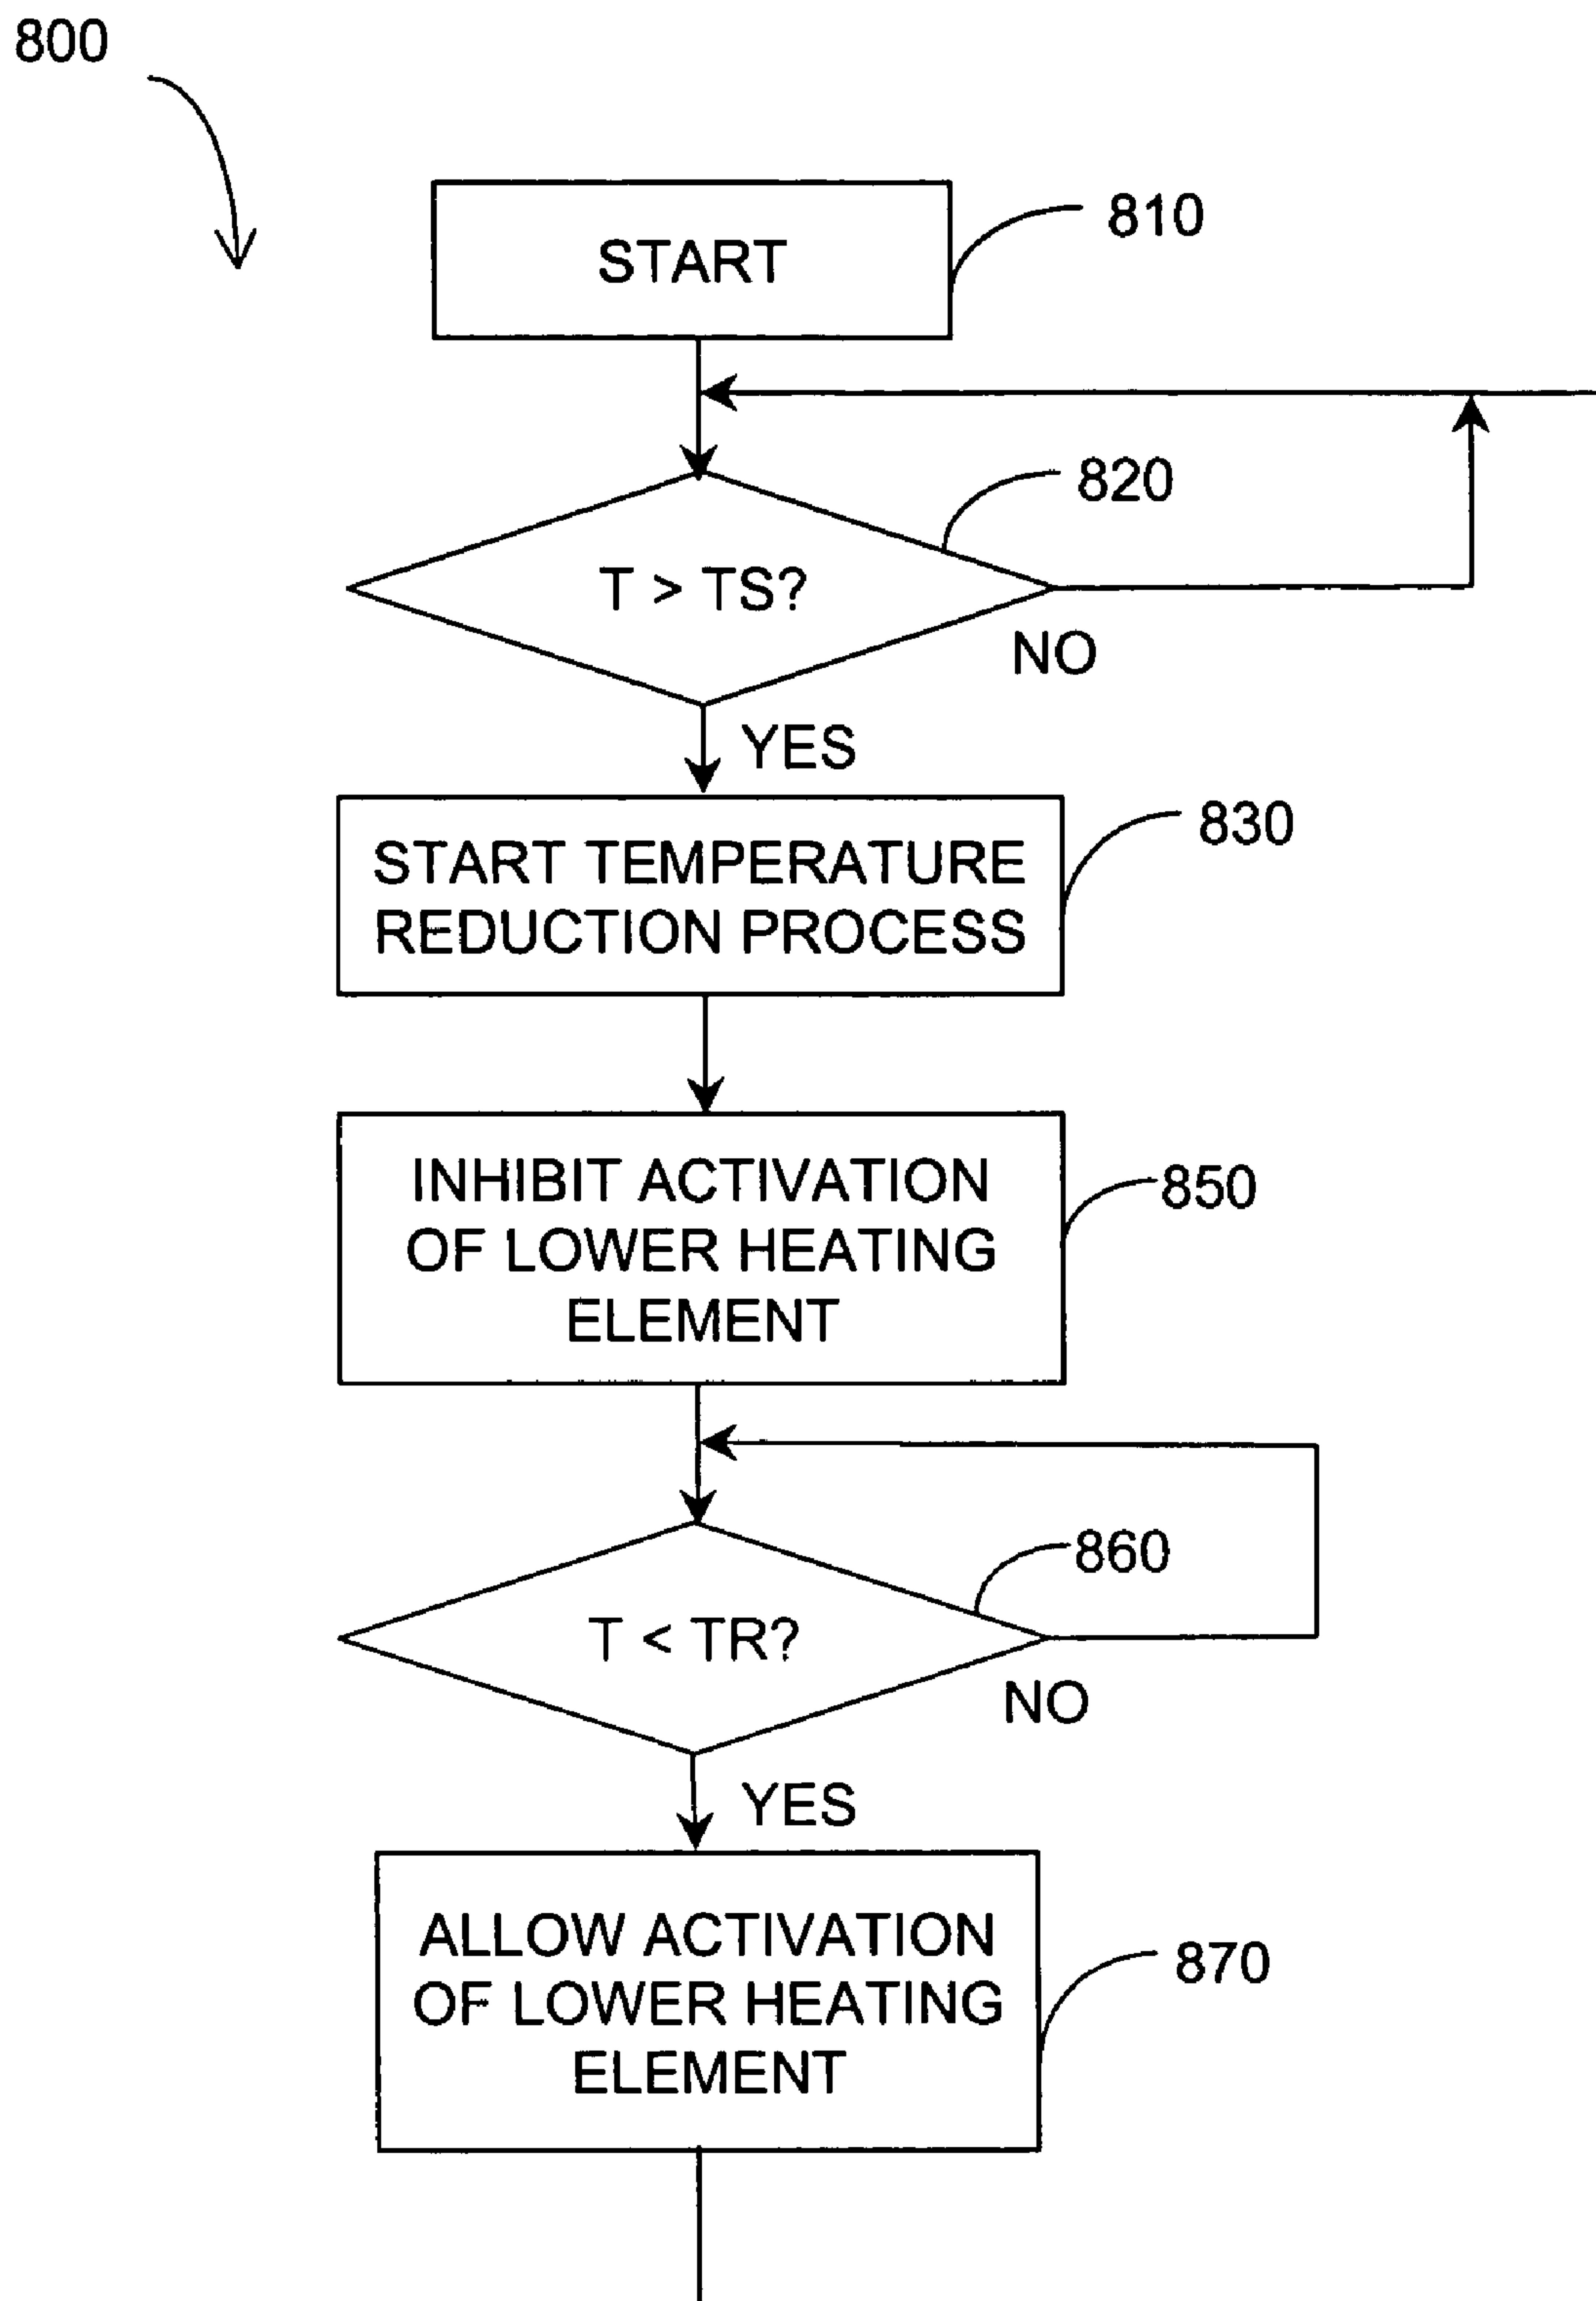 800
START
810
T > TS?
820
NO
YES
START TEMPERATURE
REDUCTION PROCESS
830
INHIBIT ACTIVATION
OF LOWER HEATING
ELEMENT
850
T < TR?
860
NO
YES
ALLOW ACTIVATION
OF LOWER HEATING
ELEMENT
870